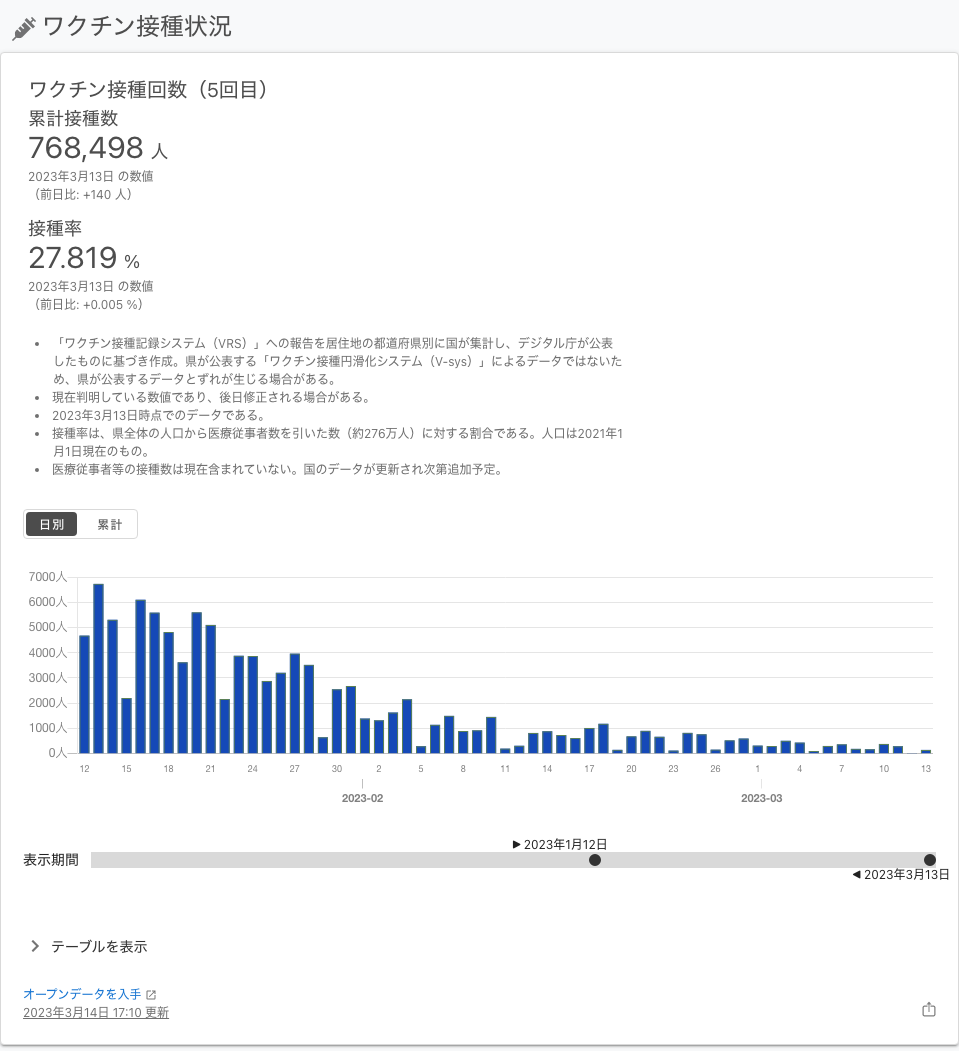 ワクチン接種状況
ワクチン接種回数（5回目）
累計接種数
768,498 人
2023年3月13日 の数値
（前日比: +140 人）
接種率
27.819 %
2023年3月13日 の数値
（前日比: +0.005 %）
• 「ワクチン接種記録システム（VRS）」への報告を居住地の都道府県別に国が集計し、デジタル庁が公表
したものに基づき作成。県が公表する「ワクチン接種円滑化システム（V-sys）」によるデータではないた
め、県が公表するデータとずれが生じる場合がある。
• 現在判明している数値であり、後日修正される場合がある。
• 2023年3月13日時点でのデータである。
• 接種率は、県全体の人口から医療従事者数を引いた数（約276万人）に対する割合である。人口は2021年1
月1日現在のもの。
• 医療従事者等の接種数は現在含まれていない。国のデータが更新され次第追加予定。
日別 累計
7000人
6000人
5000人
4000人
3000人
2000人
1000人
0人
12 15 18 21 24 27 30 2 5 8 11 14 17 20 23 26 1 4 7 10 13
2023-02 2023-03
2023年1月12日
表示期間
2023年3月13日
テーブルを表示
オープンデータを入手
2023年3月14日 17:10 更新